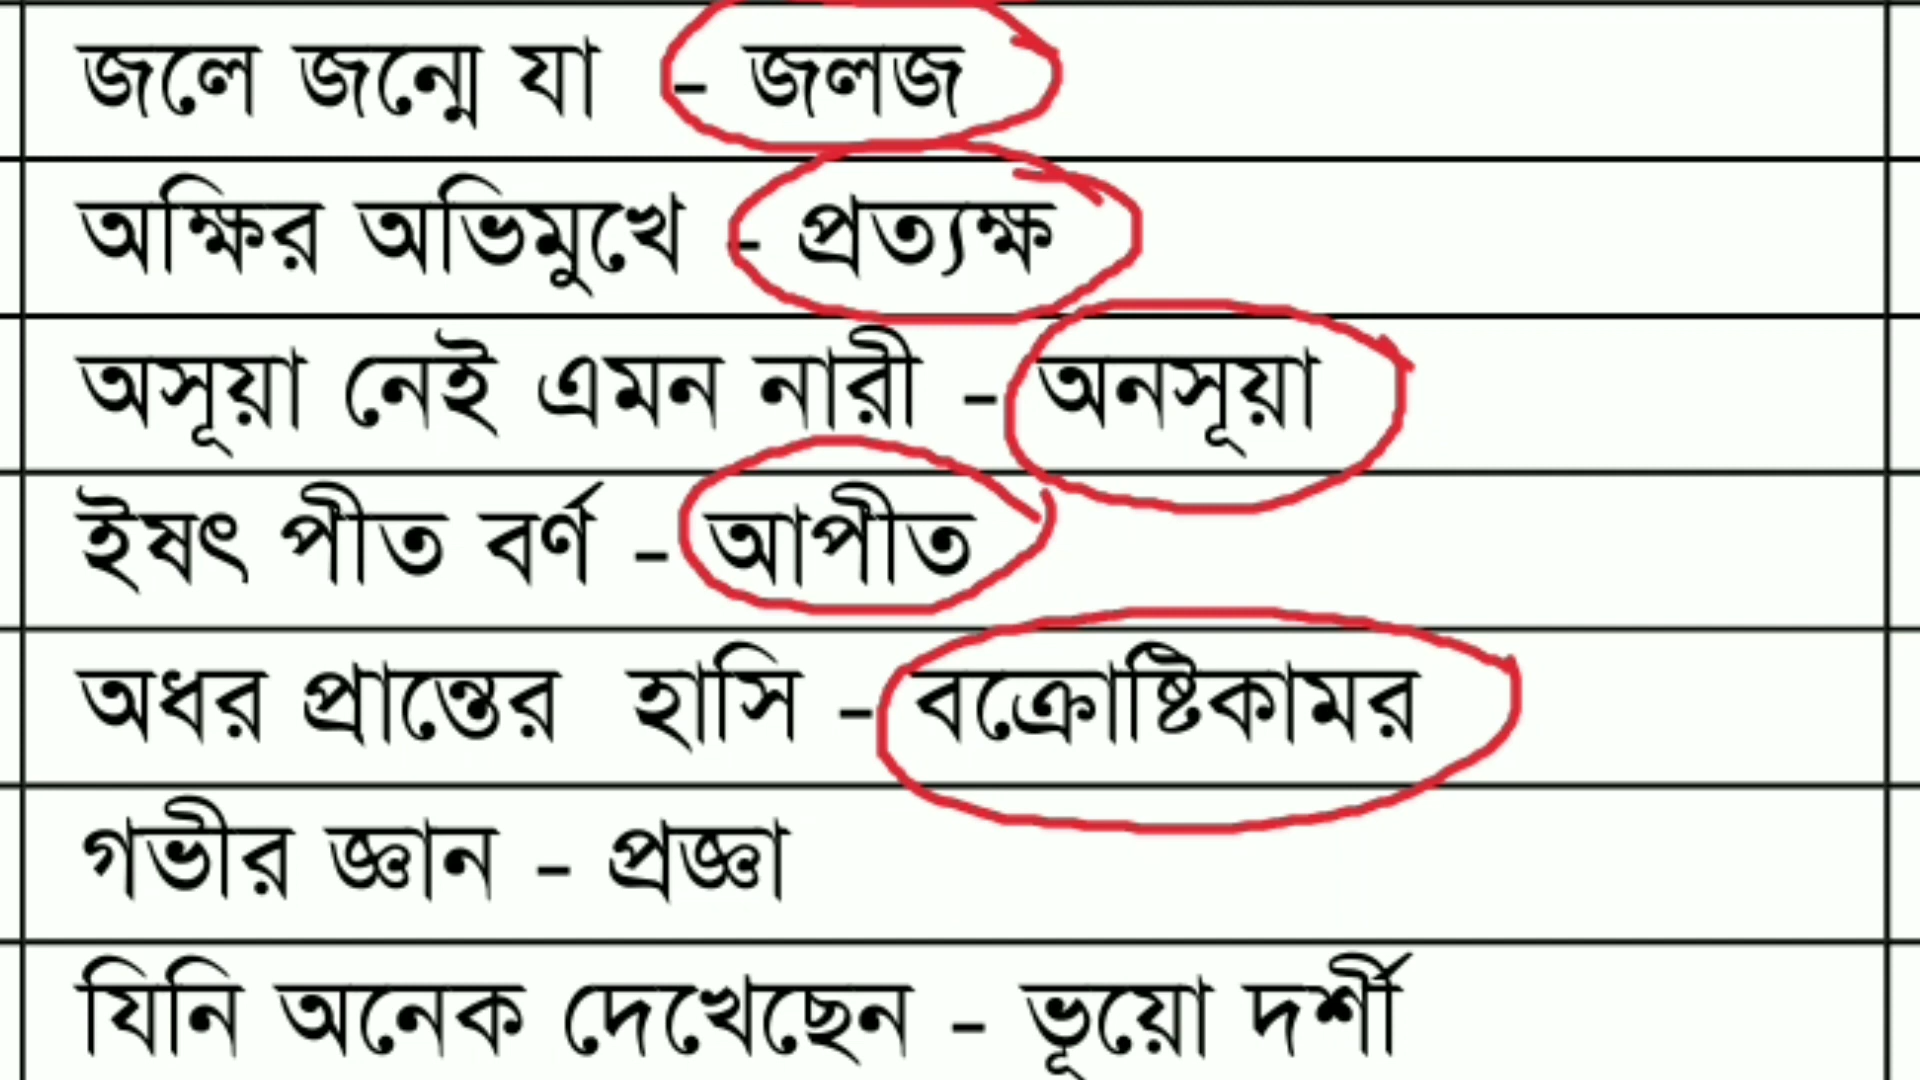 জলে জন্মে যা - জলজ
অক্ষির অভিমুখে - প্রত্যক্ষ
অসূয়া নেই এমন নারী - অনসূয়া
ইষৎ পীত বর্ণ - আপীত
অধর প্রান্তের হাসি - বক্রোষ্টিকামর
গভীর জ্ঞান - প্রজ্ঞা
যিনি অনেক দেখেছেন - ভূয়ো দর্শী